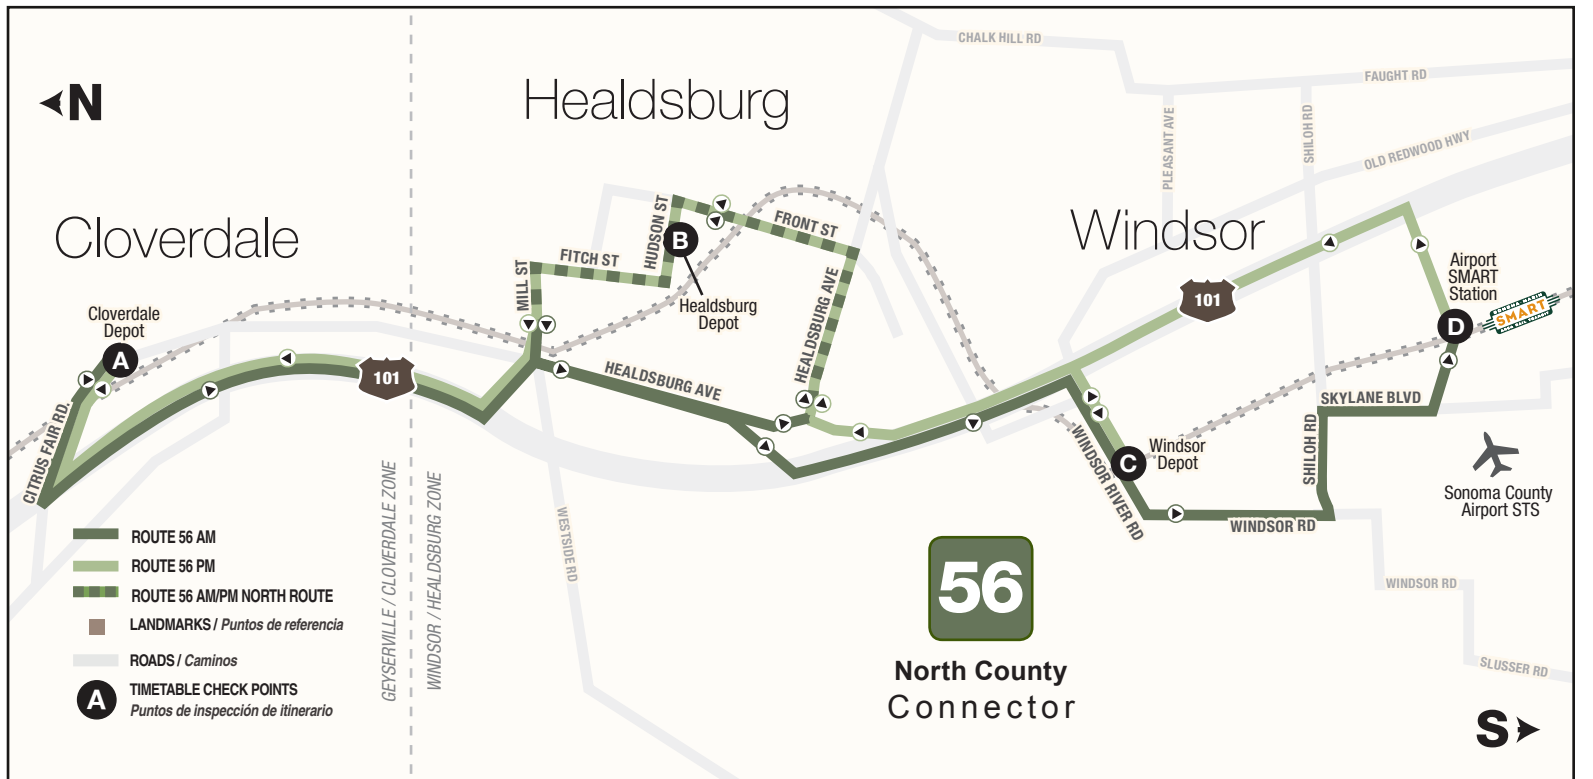 N
Healdsburg
Cloverdale
Windsor
CHALK HILL RD
FAUGHT RD
PLEASANT AVE
SHILOH RD
OLD REDWOOD HWY
MILL ST
FITCH ST
HUDSON ST
B
FRONT ST
HEALDSBURG AVE
Healdsburg
Depot
Cloverdale
Depot
A
CITRUS FAIR RD.
101
HEALDSBURG AVE
101
Airport
SMART
Station
D
SONOMA-MARIN
SMART
AREA RAIL TRANSIT
SKYLANE BLVD
SHILOH RD
Windsor
Depot
C
WINDSOR RIVER RD
WINDSOR RD
Sonoma County
Airport STS
WESTSIDE RD
GEYSERVILLE / CLOVERDALE ZONE
WINDSOR / HEALDSBURG ZONE
ROUTE 56 AM
ROUTE 56 PM
ROUTE 56 AM/PM NORTH ROUTE
LANDMARKS / Puntos de referencia
ROADS / Caminos
A
TIMETABLE CHECK POINTS
Puntos de inspección de itinerario
56
North County
Connector
WINDSOR RD
SLUSSER RD
S